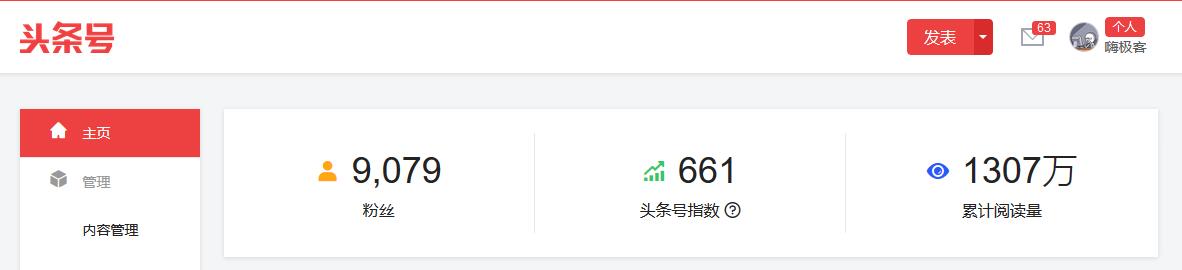 头条号
发表
63
个人
嗨极客
主页
管理
内容管理
9,079
粉丝
661
头条号指数
1307万
累计阅读量